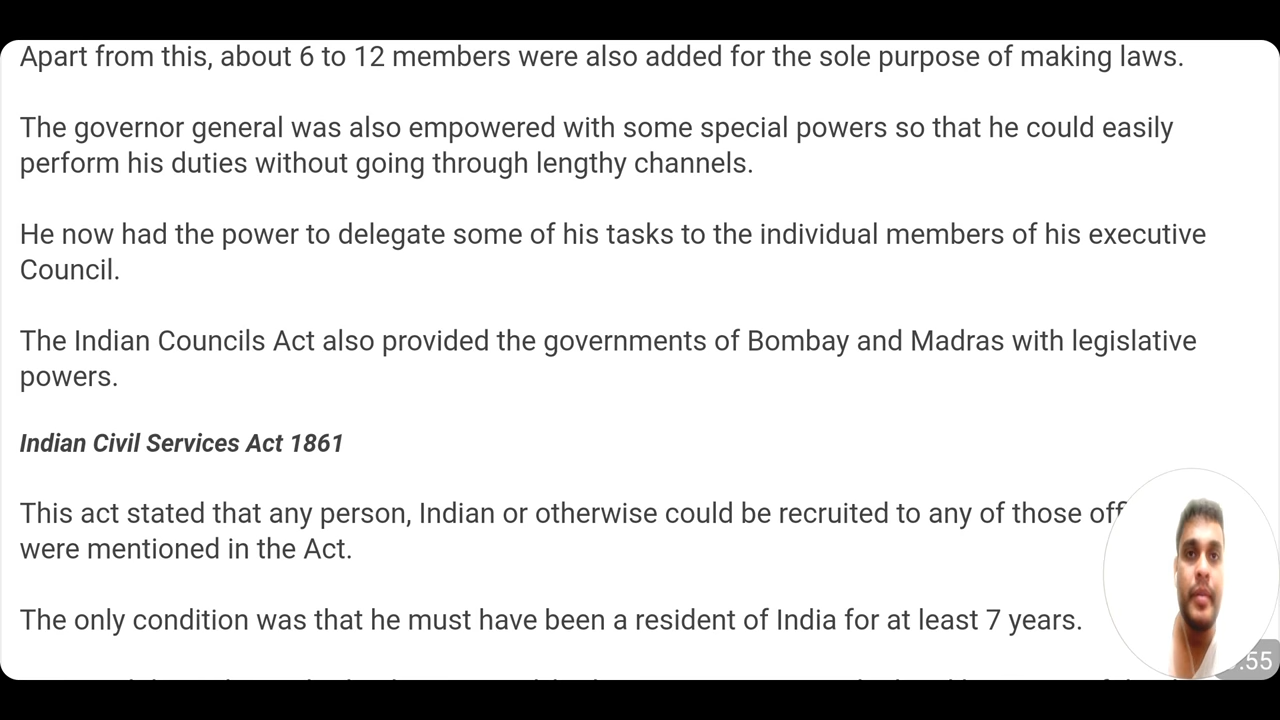 Apart from this, about 6 to 12 members were also added for the sole purpose of making laws.
The governor general was also empowered with some special powers so that he could easily
perform his duties without going through lengthy channels.
He now had the power to delegate some of his tasks to the individual members of his executive
Council.
The Indian Councils Act also provided the governments of Bombay and Madras with legislative
powers.
Indian Civil Services Act 1861
This act stated that any person, Indian or otherwise could be recruited to any of those
were mentioned in the Act.
The only condition was that he must have been a resident of India for at least 7 years.
:55